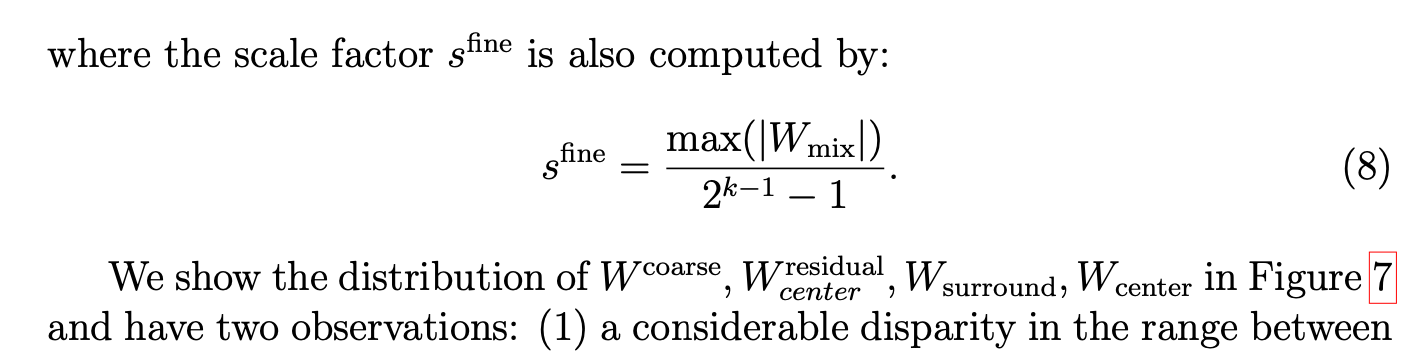 where the scale factor s^fine is also computed by:
s^fine = max(|W_mix|) / (2^{k−1} − 1). (8)
We show the distribution of W^coarse, W_center^residual, W_surround, W_center in Figure 7
and have two observations: (1) a considerable disparity in the range between